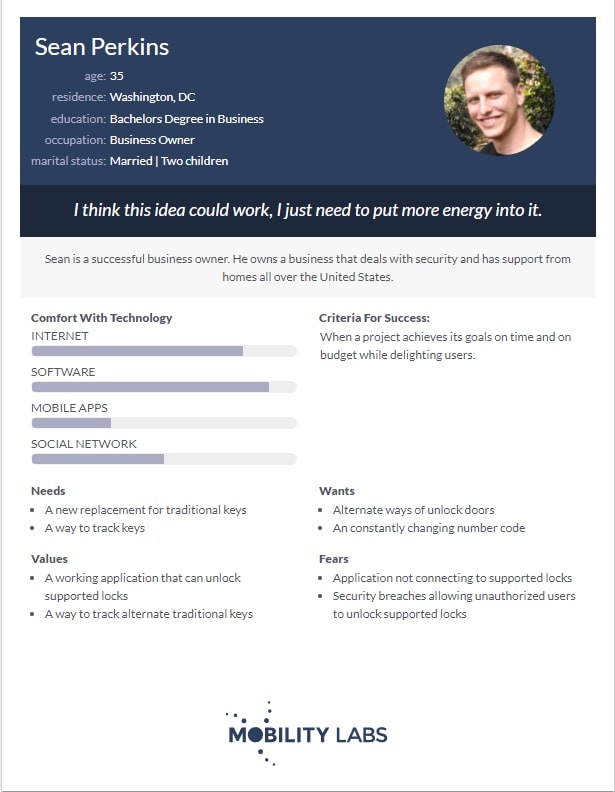 Sean Perkins
age: 35
residence: Washington, DC
education: Bachelors Degree in Business
occupation: Business Owner
marital status: Married | Two children
I think this idea could work, I just need to put more energy into it.
Sean is a successful business owner. He owns a business that deals with security and has support from
homes all over the United States.
Comfort With Technology
INTERNET
SOFTWARE
MOBILE APPS
SOCIAL NETWORK
Criteria For Success:
When a project achieves its goals on time and on
budget while delighting users.
Needs
• A new replacement for traditional keys
• A way to track keys
Wants
• Alternate ways of unlock doors
• An constantly changing number code
Values
• A working application that can unlock
supported locks
• A way to track alternate traditional keys
Fears
• Application not connecting to supported locks
• Security breaches allowing unauthorized users
to unlock supported locks
MOBILITY LABS